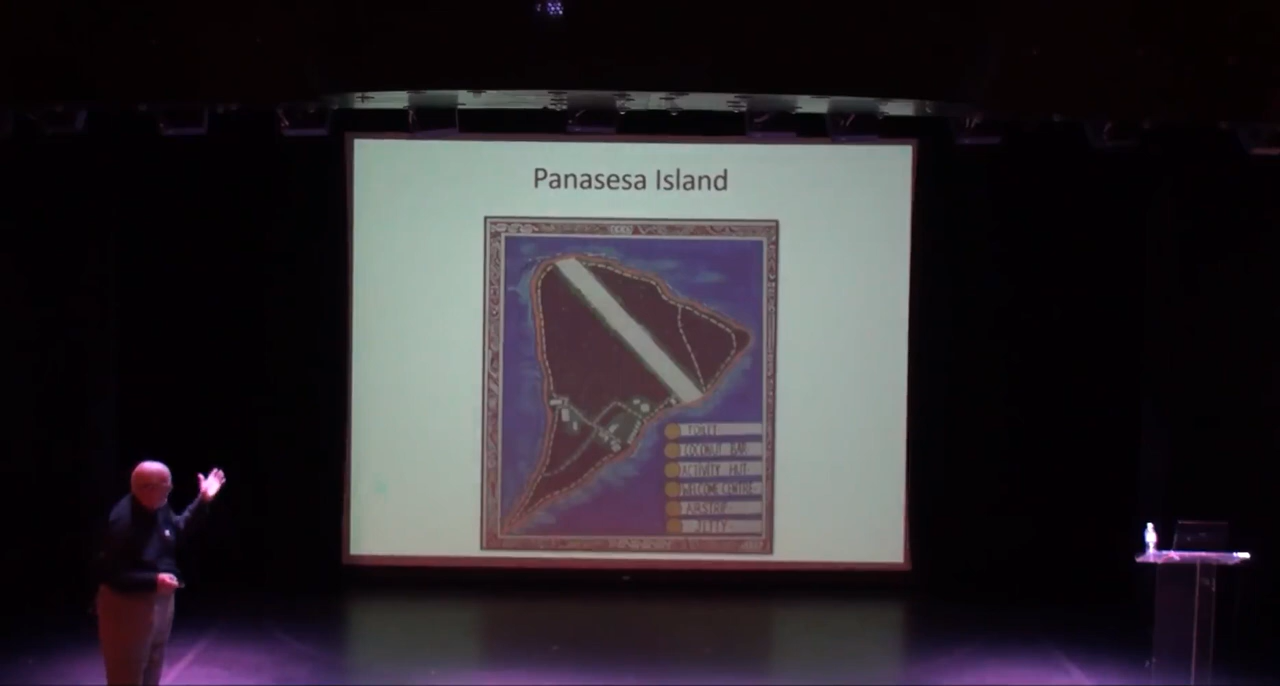 Panasesa Island
TOILET
COCONUT BAR
ACTIVITY HUT
WELCOME CENTRE
AIRSTRIP
JETTY